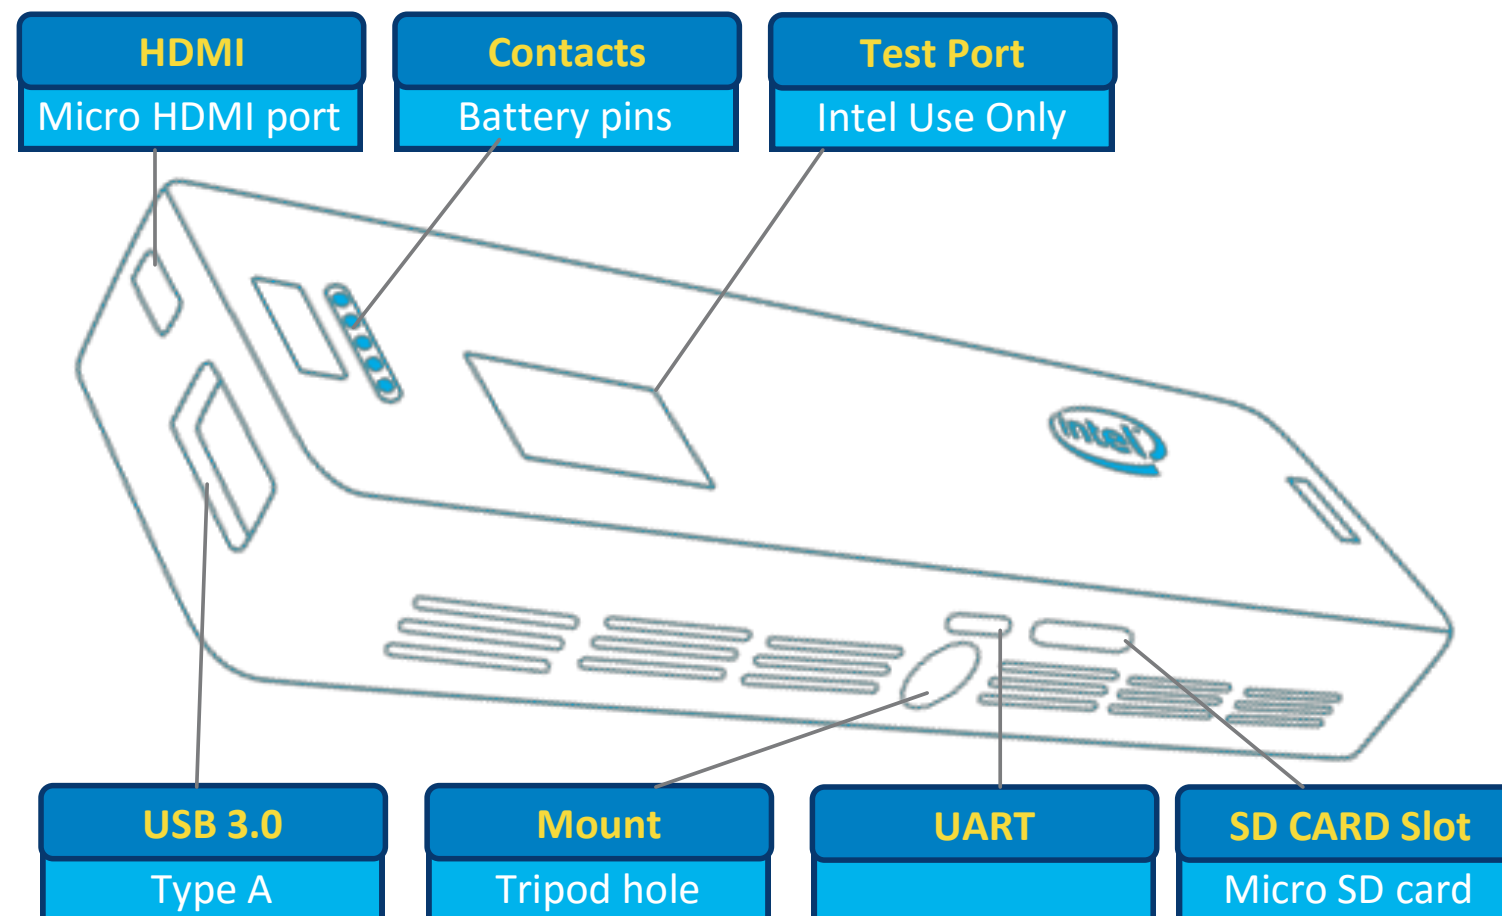 HDMI
Micro HDMI port
Contacts
Battery pins
Test Port
Intel Use Only
intel
USB 3.0
Type A
Mount
Tripod hole
UART
SD CARD Slot
Micro SD card